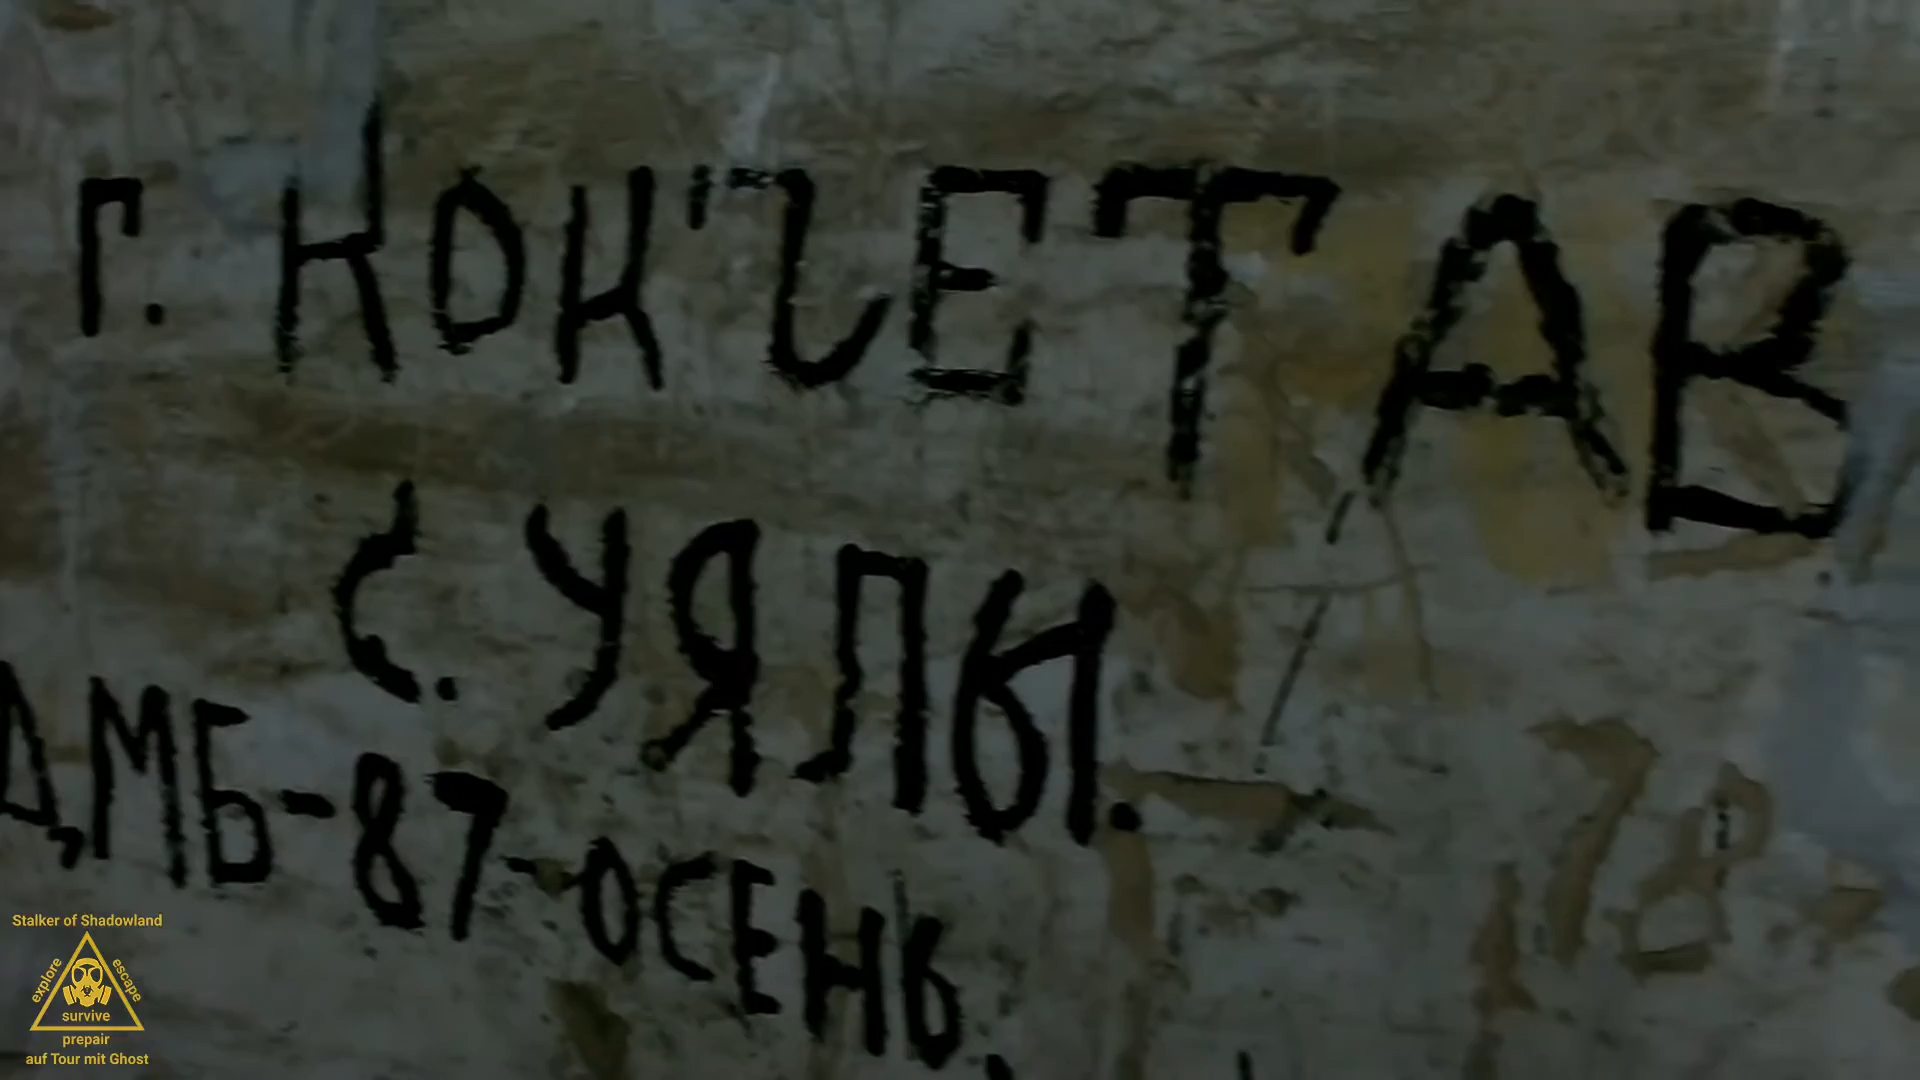 г. КОКЧЕТАВ
с. УЯЛЫ.
ДМБ-87-ОСЕНЬ.
Stalker of Shadowland
explore
escape
survive
prepair
auf Tour mit Ghost